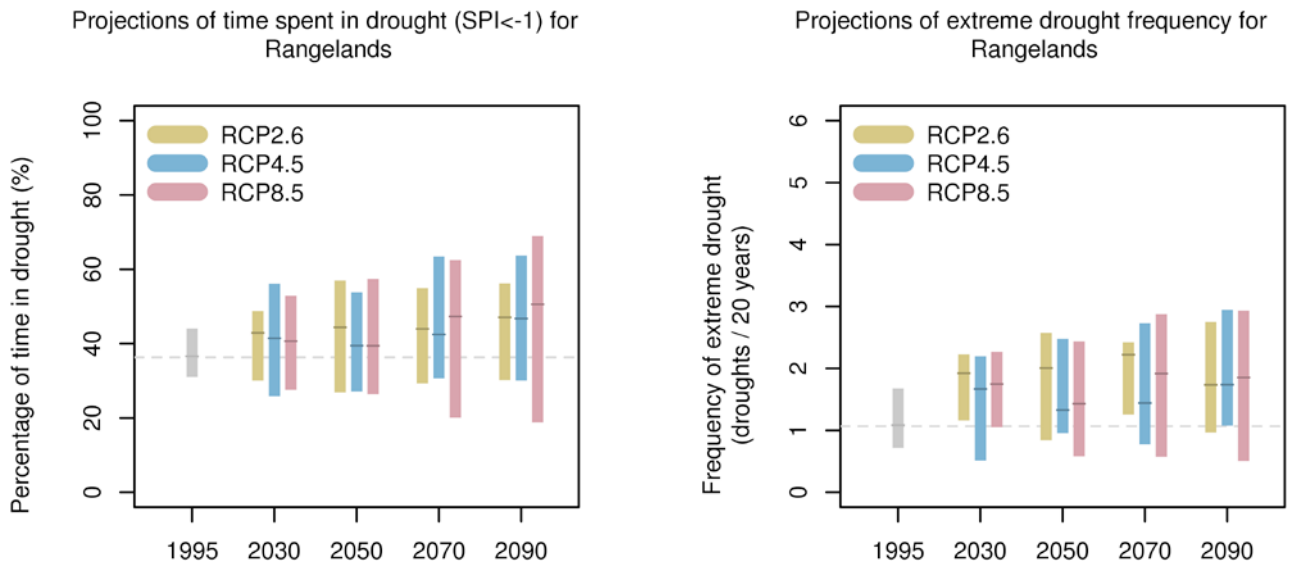 Projections of time spent in drought (SPI<-1) for
Rangelands
Percentage of time in drought (%)
100
80
60
40
20
0
RCP2.6
RCP4.5
RCP8.5
1995 2030 2050 2070 2090
Projections of extreme drought frequency for
Rangelands
Frequency of extreme drought
(droughts / 20 years)
6
5
4
3
2
1
0
RCP2.6
RCP4.5
RCP8.5
1995 2030 2050 2070 2090